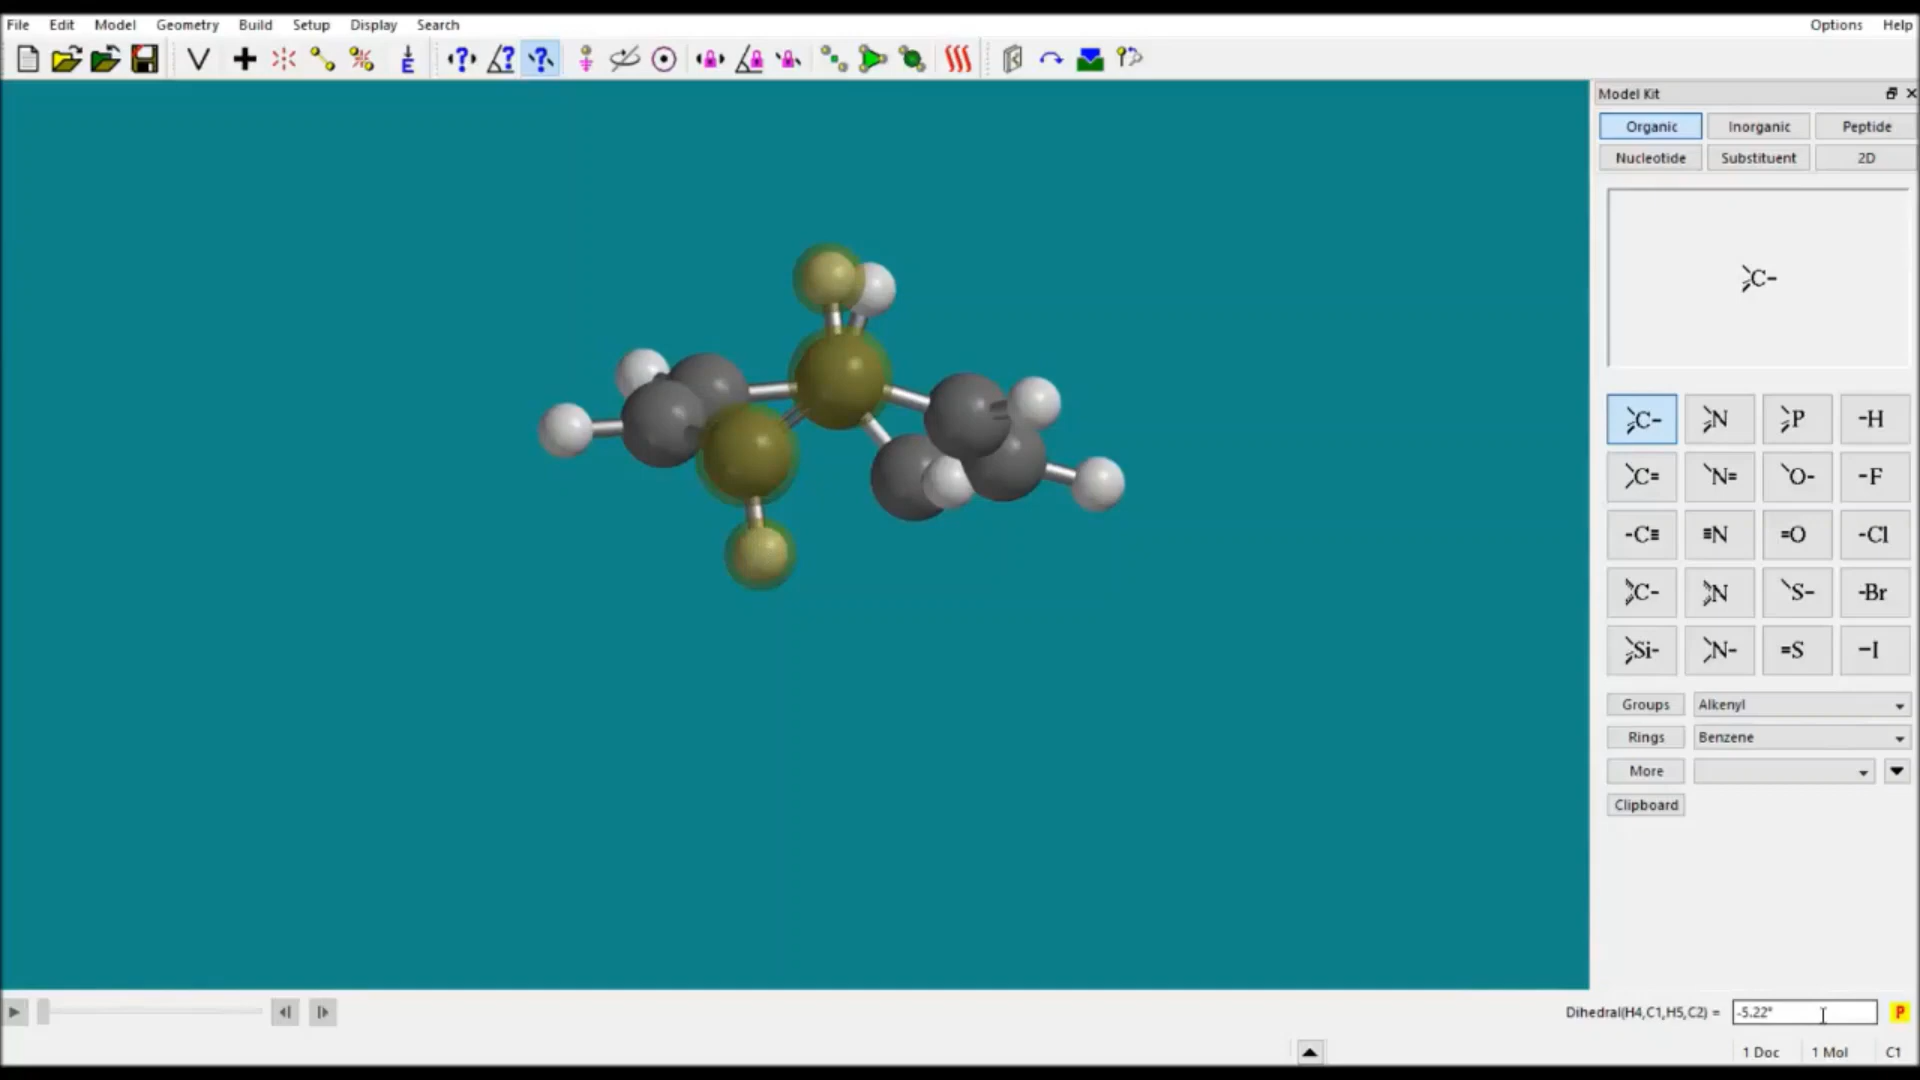 File Edit Model Geometry Build Setup Display Search Options Help
Model Kit
Organic Inorganic Peptide
Nucleotide Substituent 2D
C-
C- N P -H
C= N= O- -F
-C≡ ≡N =O -Cl
C- N S- -Br
Si- N- =S -I
Groups Alkenyl
Rings Benzene
More
Clipboard
Dihedral(H4,C1,H5,C2) = -5.22° P
1 Doc 1 Mol C1